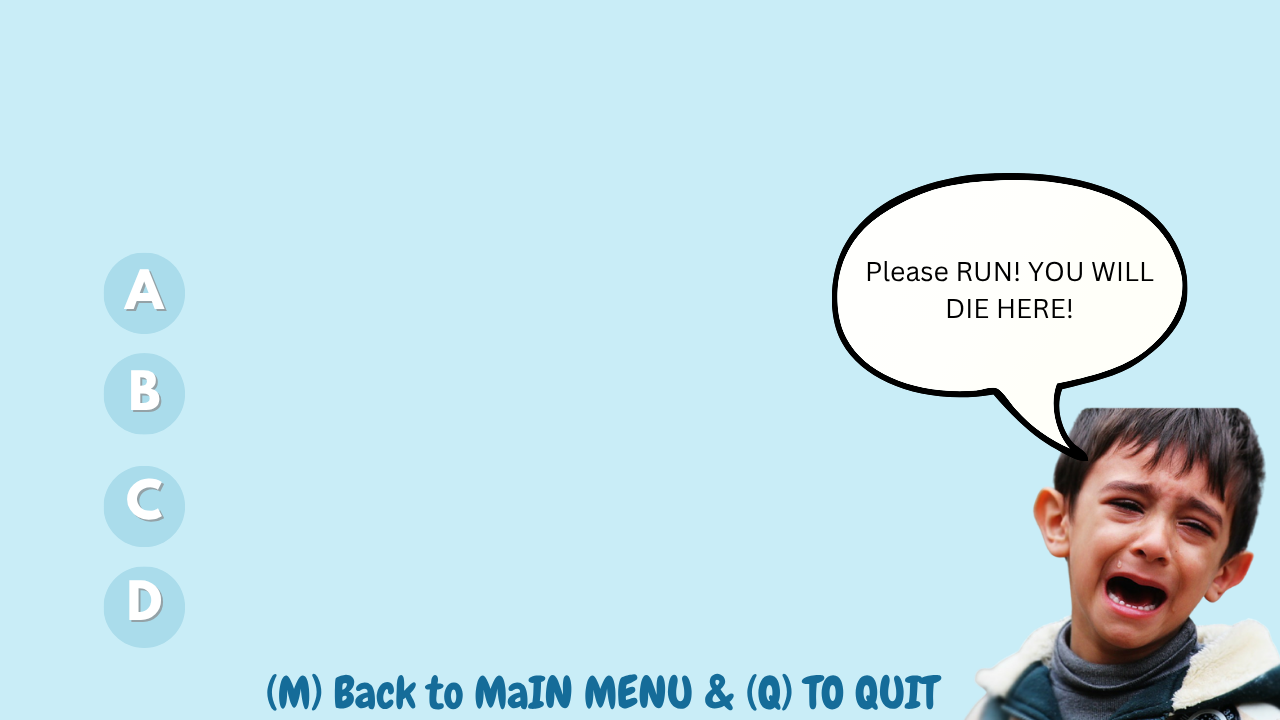 Please RUN! YOU WILL
DIE HERE!
A
B
C
D
(M) Back to MaIN MENU & (Q) TO QUIT